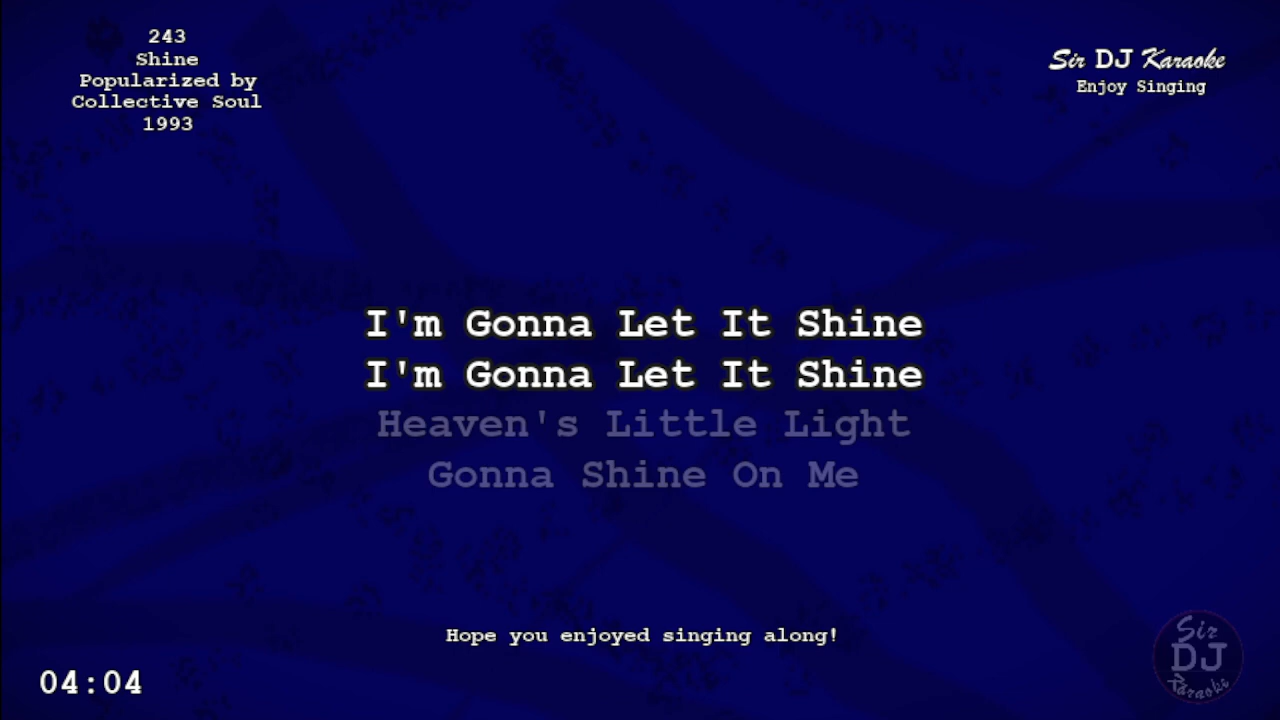 243
Shine
Popularized by
Collective Soul
1993
Sir DJ Karaoke
Enjoy Singing
I'm Gonna Let It Shine
I'm Gonna Let It Shine
Heaven's Little Light
Gonna Shine On Me
Hope you enjoyed singing along!
04:04
Sir
DJ
Karaoke